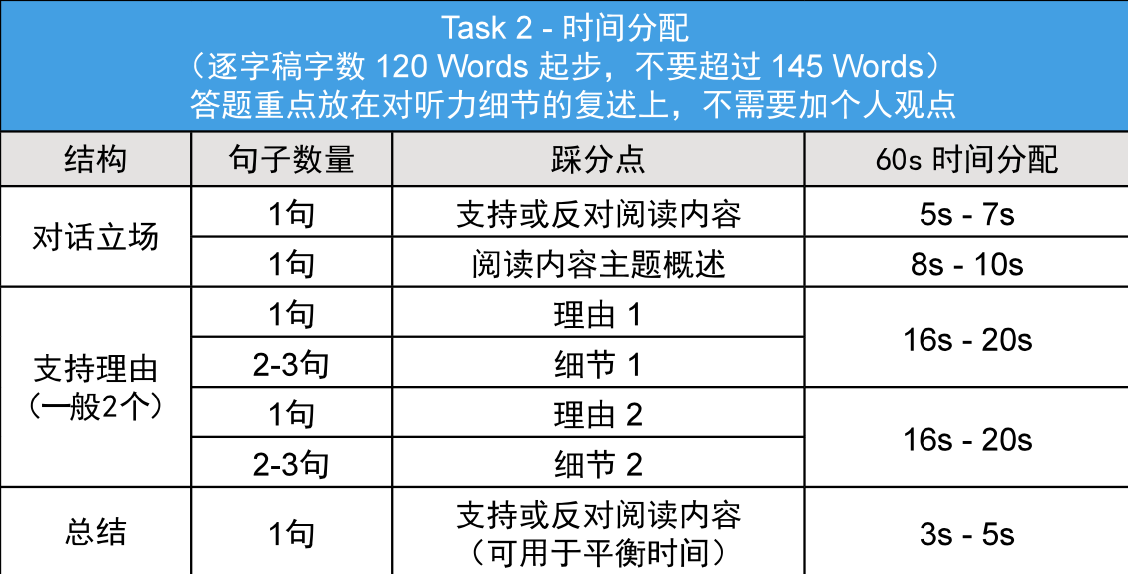 Task 2 - 时间分配
（逐字稿字数 120 Words 起步，不要超过 145 Words）
答题重点放在对听力细节的复述上，不需要加个人观点
结构 句子数量 踩分点 60s 时间分配
对话立场
1句 支持或反对阅读内容 5s - 7s
1句 阅读内容主题概述 8s - 10s
支持理由
（一般2个）
1句 理由 1
2-3句 细节 1
16s - 20s
1句 理由 2
2-3句 细节 2
16s - 20s
总结
1句
支持或反对阅读内容
（可用于平衡时间）
3s - 5s